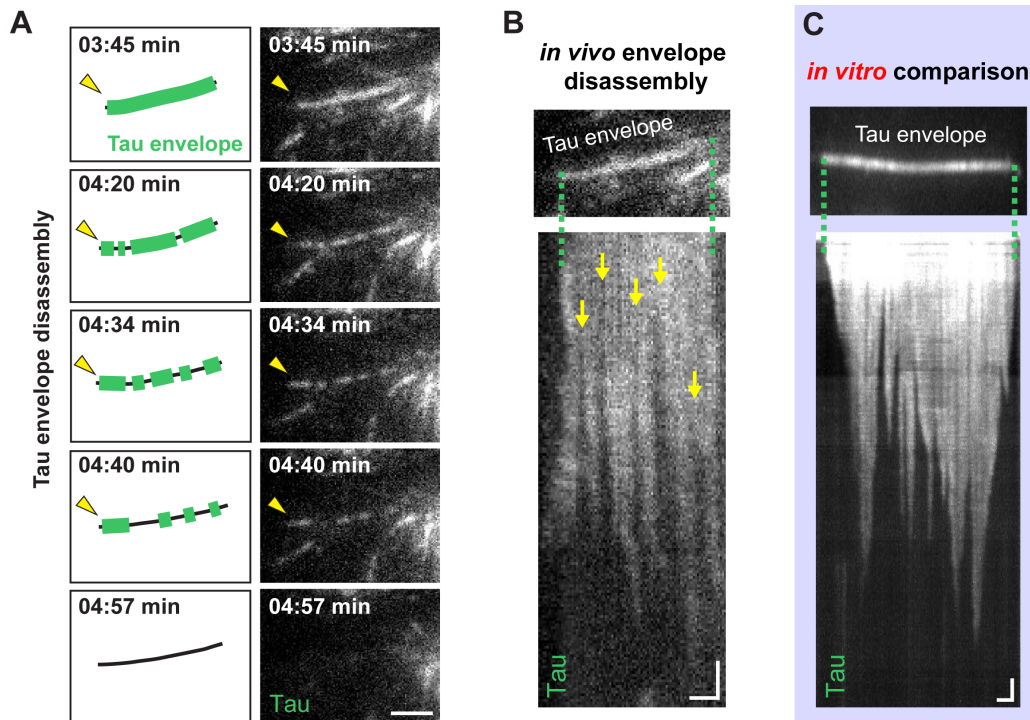 A
Tau envelope disassembly
03:45 min
Tau envelope
03:45 min
04:20 min
04:20 min
04:34 min
04:34 min
04:40 min
04:40 min
04:57 min
04:57 min
Tau
B
in vivo envelope
disassembly
Tau envelope
Tau
C
in vitro comparison
Tau envelope
Tau